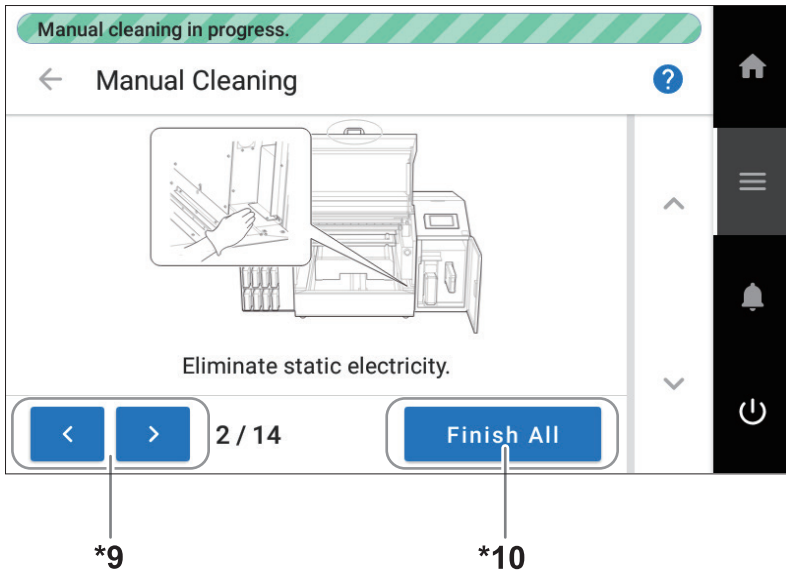 Manual cleaning in progress.
Manual Cleaning
?
Eliminate static electricity.
< > 2 / 14
Finish All
*9
*10